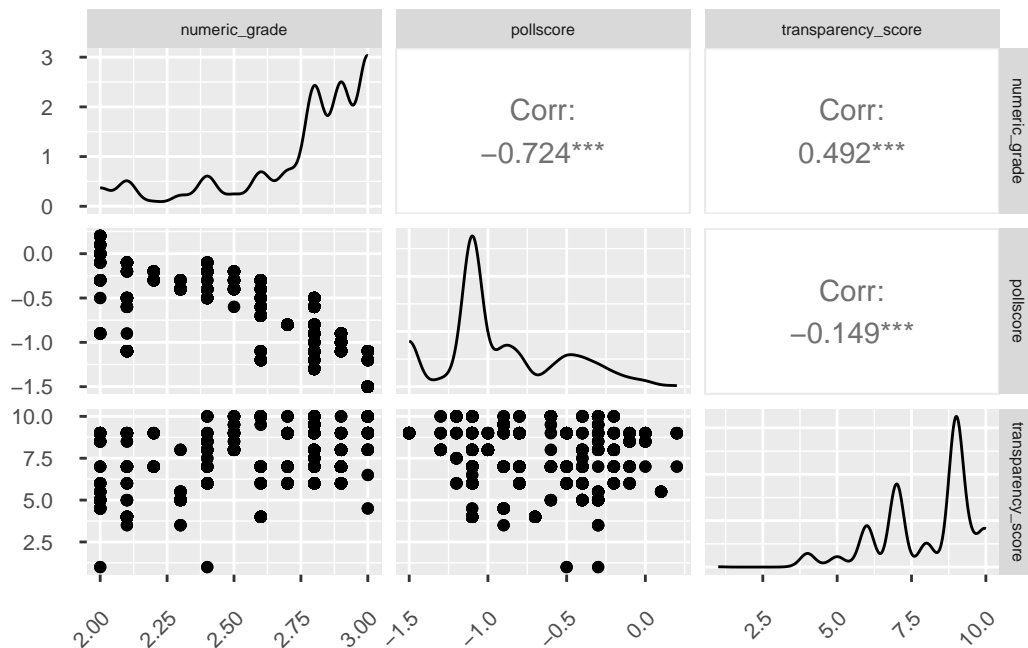 numeric_grade pollscore transparency_score
3
2
1
0
Corr:
−0.724***
Corr:
0.492***
numeric_grade
0.0
−0.5
−1.0
−1.5
Corr:
−0.149***
pollscore
10.0
7.5
5.0
2.5
transparency_score
2.00 2.25 2.50 2.75 3.00 −1.5 −1.0 −0.5 0.0 2.5 5.0 7.5 10.0